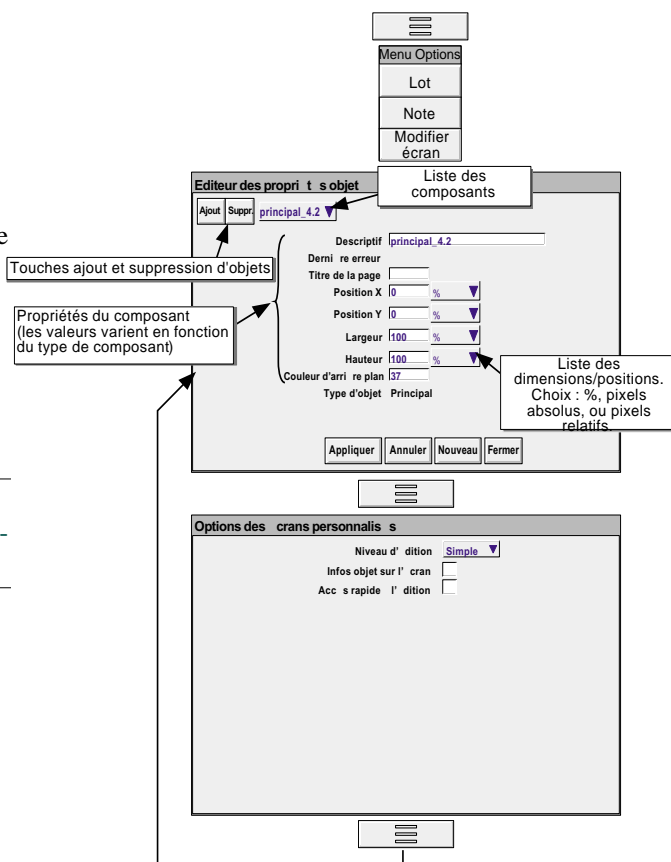 Menu Options
Lot
Note
Modifier
écran
Editeur des propri t s objet
Liste des
composants
Ajout Suppr. principal_4.2
e
Descriptif principal_4.2
Derni re erreur
Touches ajout et suppression d'objets
Titre de la page
Position X 0 %
Propriétés du composant
(les valeurs varient en fonction
du type de composant)
Position Y 0 %
Largeur 100 %
Hauteur 100 %
Couleur d'arri re plan 37
Type d'objet Principal
Liste des
dimensions/positions.
Choix : %, pixels
absolus, ou pixels
relatifs.
Appliquer Annuler Nouveau Fermer
-
Options des crans personnalis s
Niveau d' dition Simple
Infos objet sur l' cran
Acc s rapide l' dition